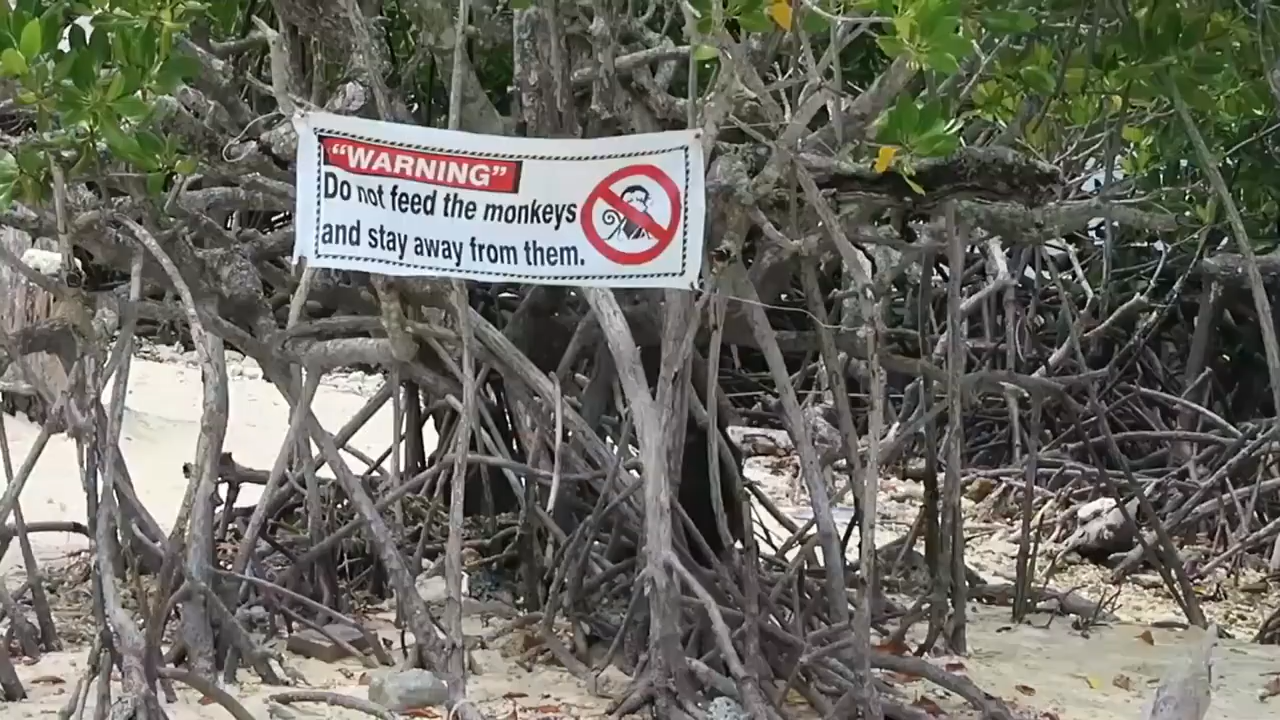 “WARNING”
Do not feed the monkeys
and stay away from them.